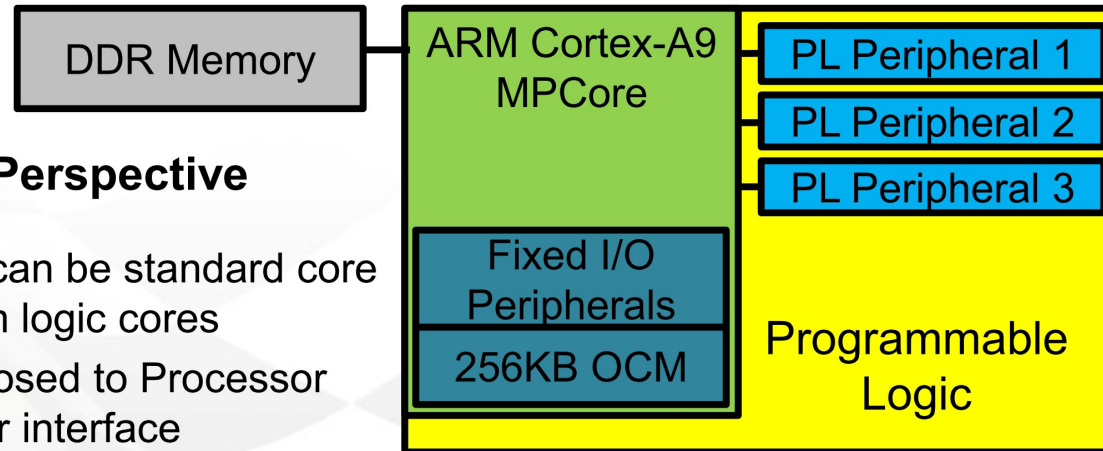 DDR Memory
ARM Cortex-A9
MPCore
PL Peripheral 1
PL Peripheral 2
PL Peripheral 3
Perspective
can be standard core
logic cores
to Processor
interface
Fixed I/O
Peripherals
256KB OCM
Programmable
Logic